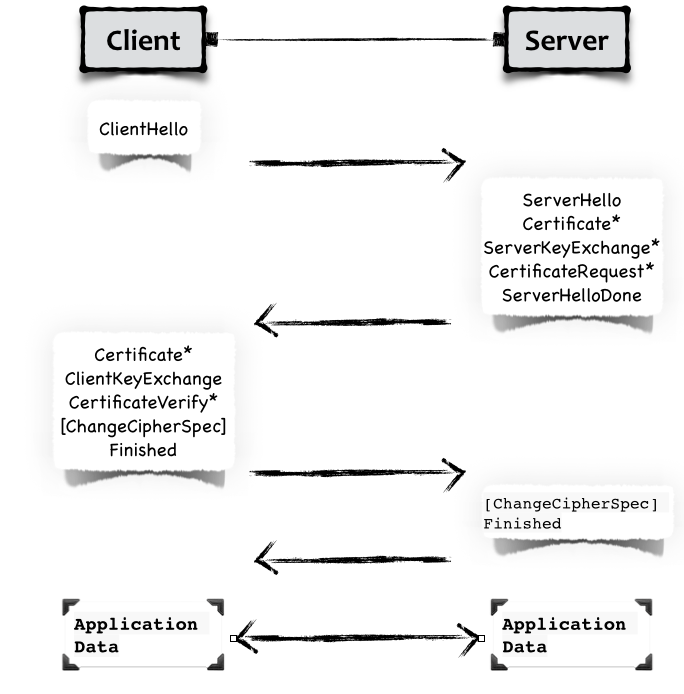 Client
Server
ClientHello
ServerHello
Certificate*
ServerKeyExchange*
CertificateRequest*
ServerHelloDone
Certificate*
ClientKeyExchange
CertificateVerify*
[ChangeCipherSpec]
Finished
[ChangeCipherSpec]
Finished
Application
Data
Application
Data